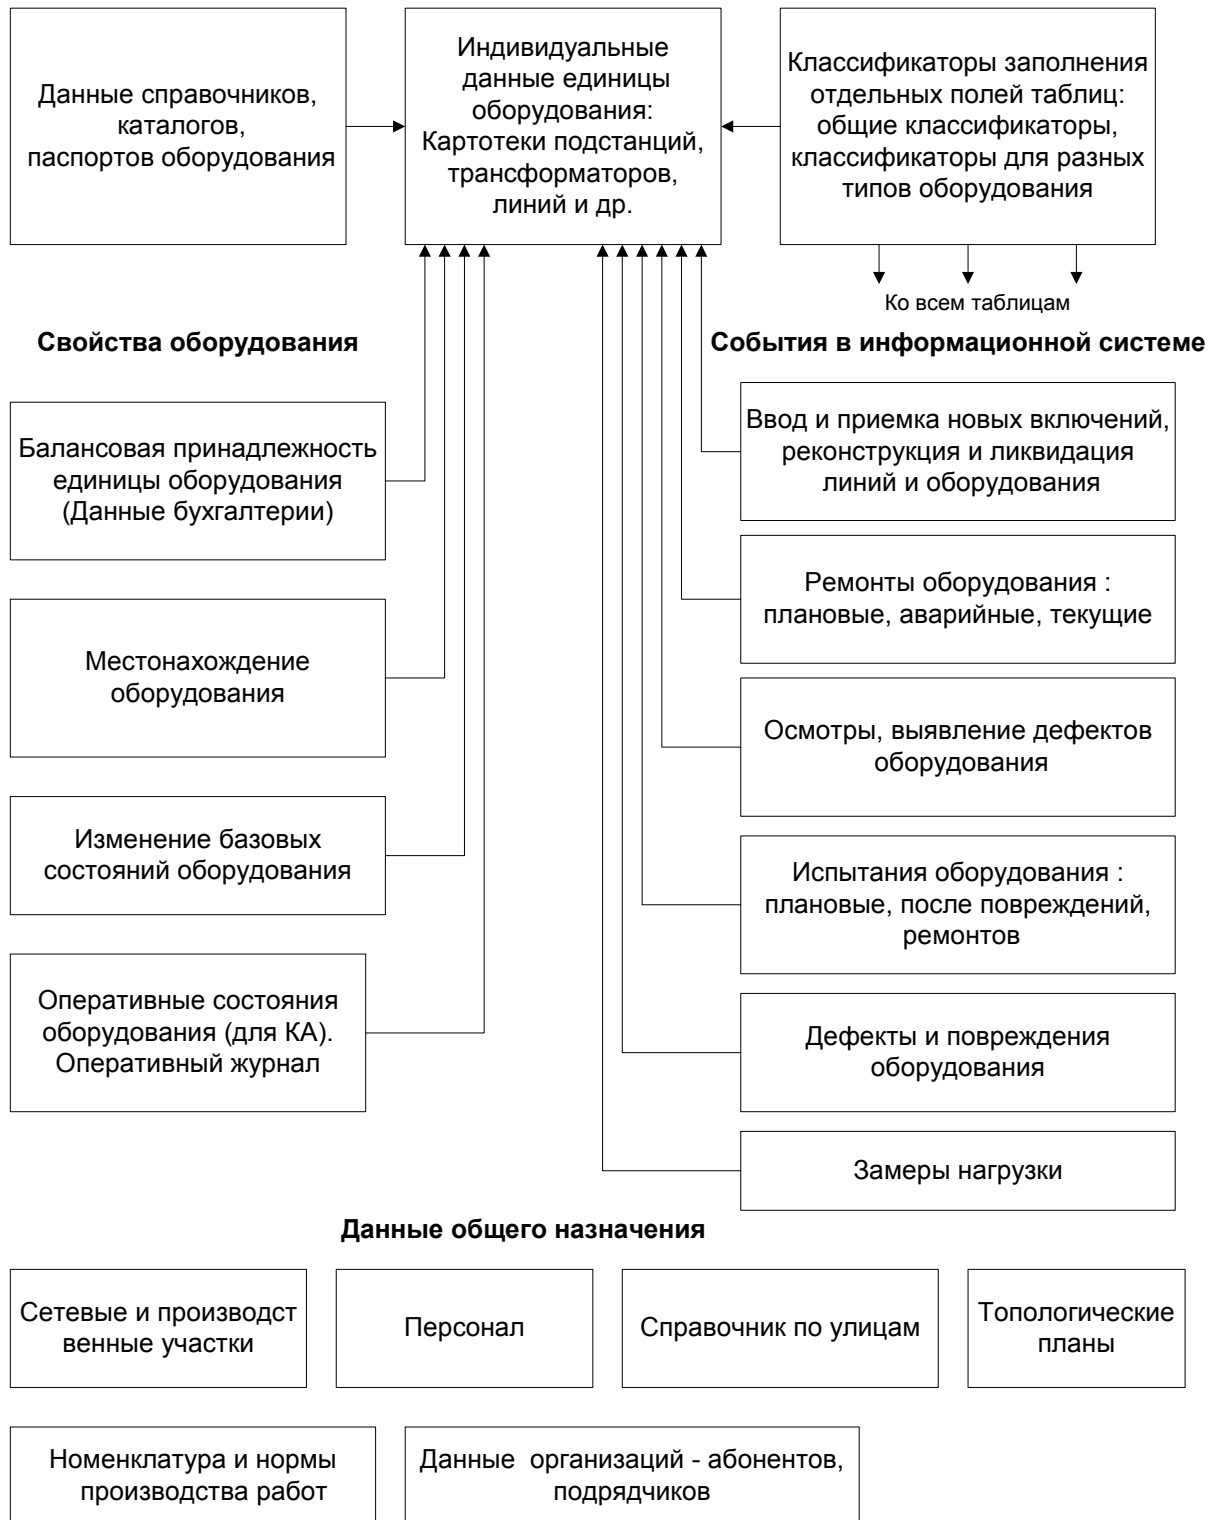 Данные справочников,
каталогов,
паспортов оборудования
Индивидуальные
данные единицы
оборудования:
Картотеки подстанций,
трансформаторов,
линий и др.
Классификаторы заполнения
отдельных полей таблиц:
общие классификаторы,
классификаторы для разных
типов оборудования
Ко всем таблицам
Свойства оборудования
События в информационной системе
Балансовая принадлежность
единицы оборудования
(Данные бухгалтерии)
Местонахождение
оборудования
Изменение базовых
состояний оборудования
Оперативные состояния
оборудования (для КА).
Оперативный журнал
Ввод и приемка новых включений,
реконструкция и ликвидация
линий и оборудования
Ремонты оборудования :
плановые, аварийные, текущие
Осмотры, выявление дефектов
оборудования
Испытания оборудования :
плановые, после повреждений,
ремонтов
Дефекты и повреждения
оборудования
Замеры нагрузки
Данные общего назначения
Сетевые и производст
венные участки
Персонал
Справочник по улицам
Топологические
планы
Номенклатура и нормы
производства работ
Данные организаций - абонентов,
подрядчиков